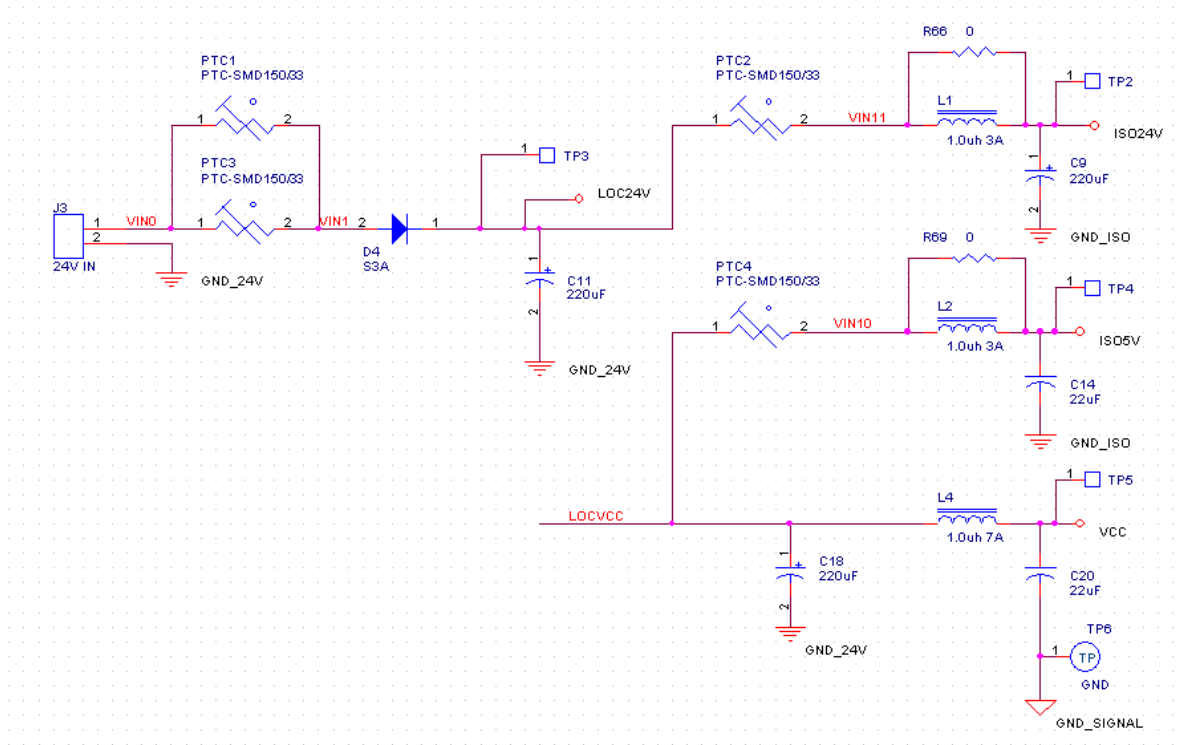 R66 0
PTC1
PTC-SMD150/33
PTC2
PTC-SMD150/33
1 TP2
L1
1 2
1 2
VIN11
1.0uh 3A
ISO24V
1 TP3
PTC3
PTC-SMD150/33
1
C9
220uF
LOC24V
2
J3
1 VIN0 1 2 VIN1 2 1
2
GND_ISO
R69 0
24V IN
GND_24V
D4
S3A
PTC4
PTC-SMD150/33
1
C11
220uF
1 TP4
L2
2
1 2 VIN10
1.0uh 3A
ISO5V
GND_24V
C14
22uF
GND_ISO
1 TP5
L4
LOCVCC
1.0uh 7A
VCC
1
C18
220uF
C20
22uF
2
TP6
GND_24V
1 TP
GND
GND_SIGNAL